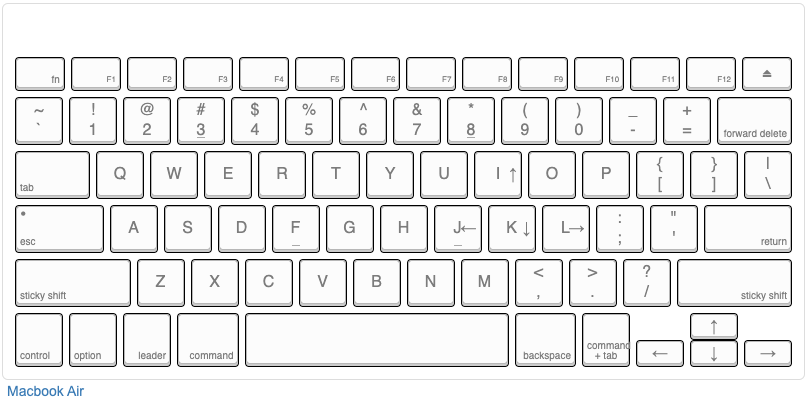 fn F1 F2 F3 F4 F5 F6 F7 F8 F9 F10 F11 F12 ⏏
~ ! @ # $ % ^ & * ( ) _ +
` 1 2 3 4 5 6 7 8 9 0 - = forward delete
tab Q W E R T Y U I ↑ O P { [ } ] | \
esc A S D F G H J← K↓ L→ : ; " ' return
sticky shift Z X C V B N M < , > . ? / sticky shift
control option leader command backspace command
+ tab ← ↑ ↓ →
Macbook Air